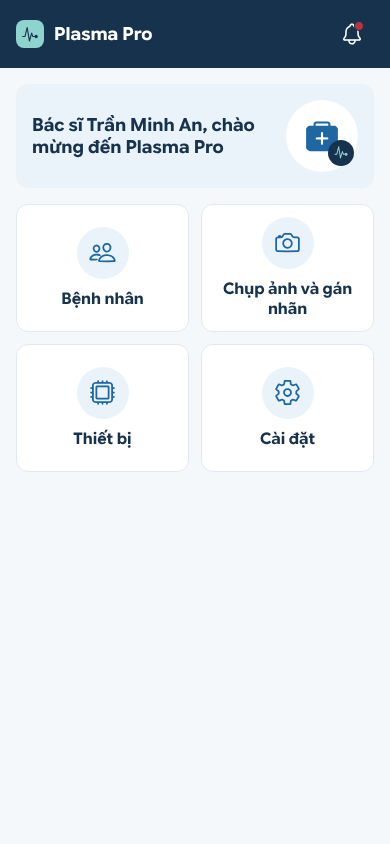 Plasma Pro
Bác sĩ Trần Minh An, chào
mừng đến Plasma Pro
Bệnh nhân
Chụp ảnh và gán
nhãn
Thiết bị
Cài đặt